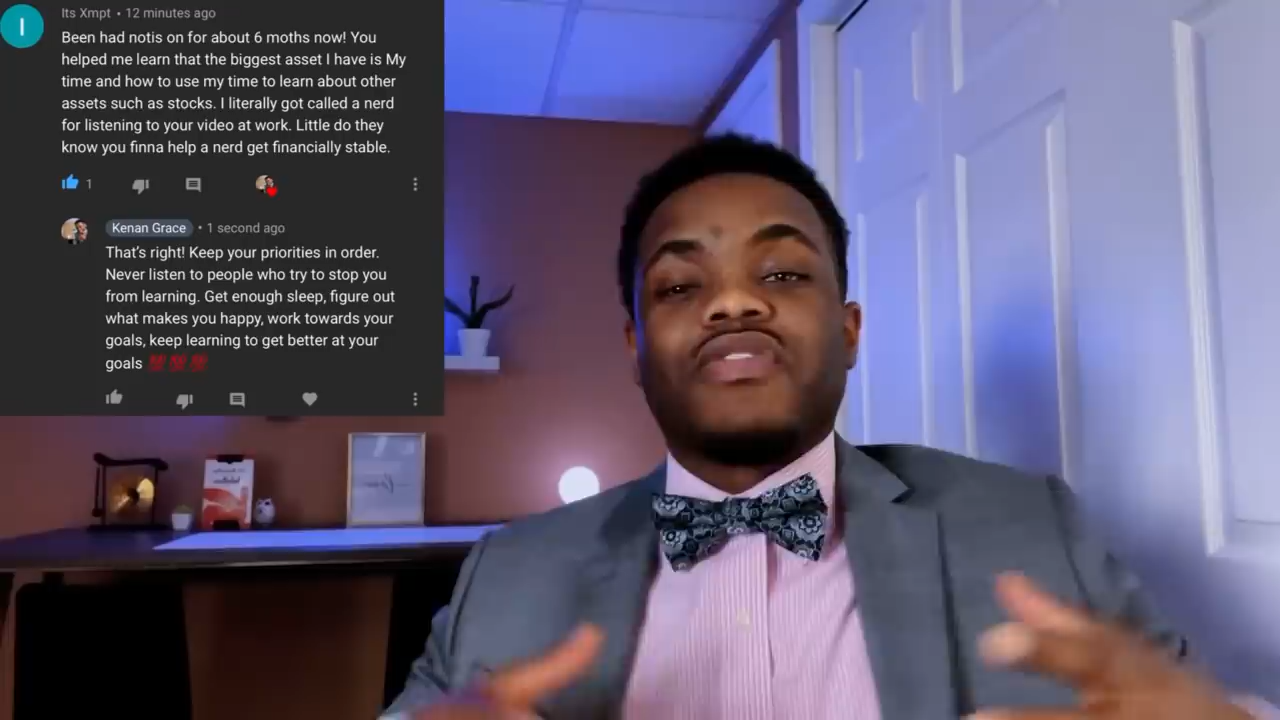 Its Xmpt • 12 minutes ago
Been had notis on for about 6 moths now! You
helped me learn that the biggest asset I have is My
time and how to use my time to learn about other
assets such as stocks. I literally got called a nerd
for listening to your video at work. Little do they
know you finna help a nerd get financially stable.
1
Kenan Grace • 1 second ago
That's right! Keep your priorities in order.
Never listen to people who try to stop you
from learning. Get enough sleep, figure out
what makes you happy, work towards your
goals, keep learning to get better at your
goals 💯💯💯
I